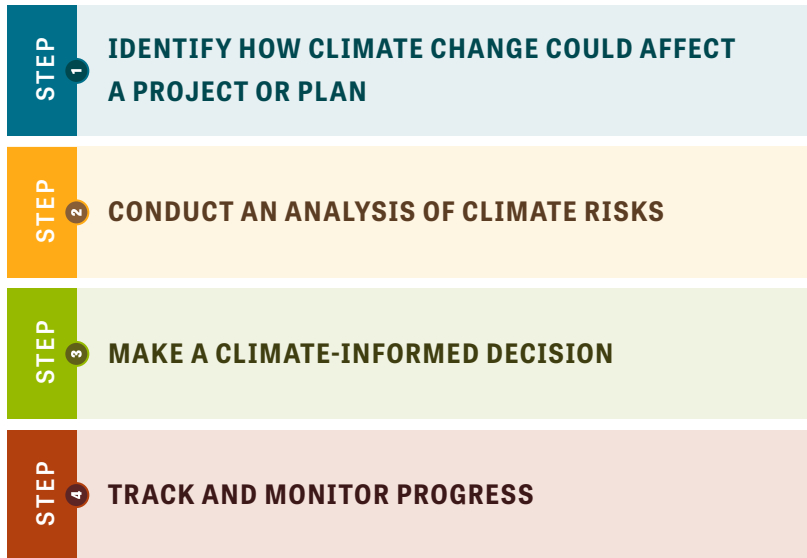 STEP 1
IDENTIFY HOW CLIMATE CHANGE COULD AFFECT
A PROJECT OR PLAN
STEP 2
CONDUCT AN ANALYSIS OF CLIMATE RISKS
STEP 3
MAKE A CLIMATE-INFORMED DECISION
STEP 4
TRACK AND MONITOR PROGRESS